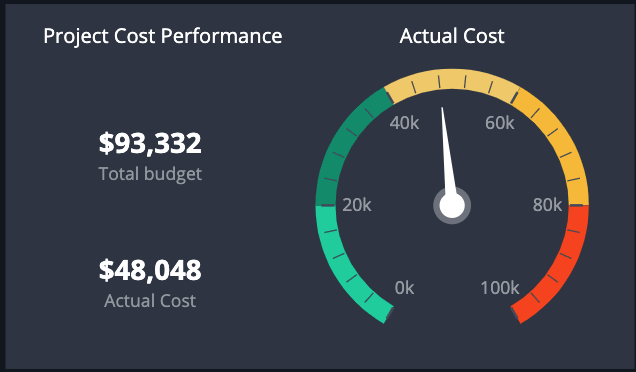 Project Cost Performance
Actual Cost
$93,332
Total budget
$48,048
Actual Cost
40k
60k
20k
80k
0k
100k